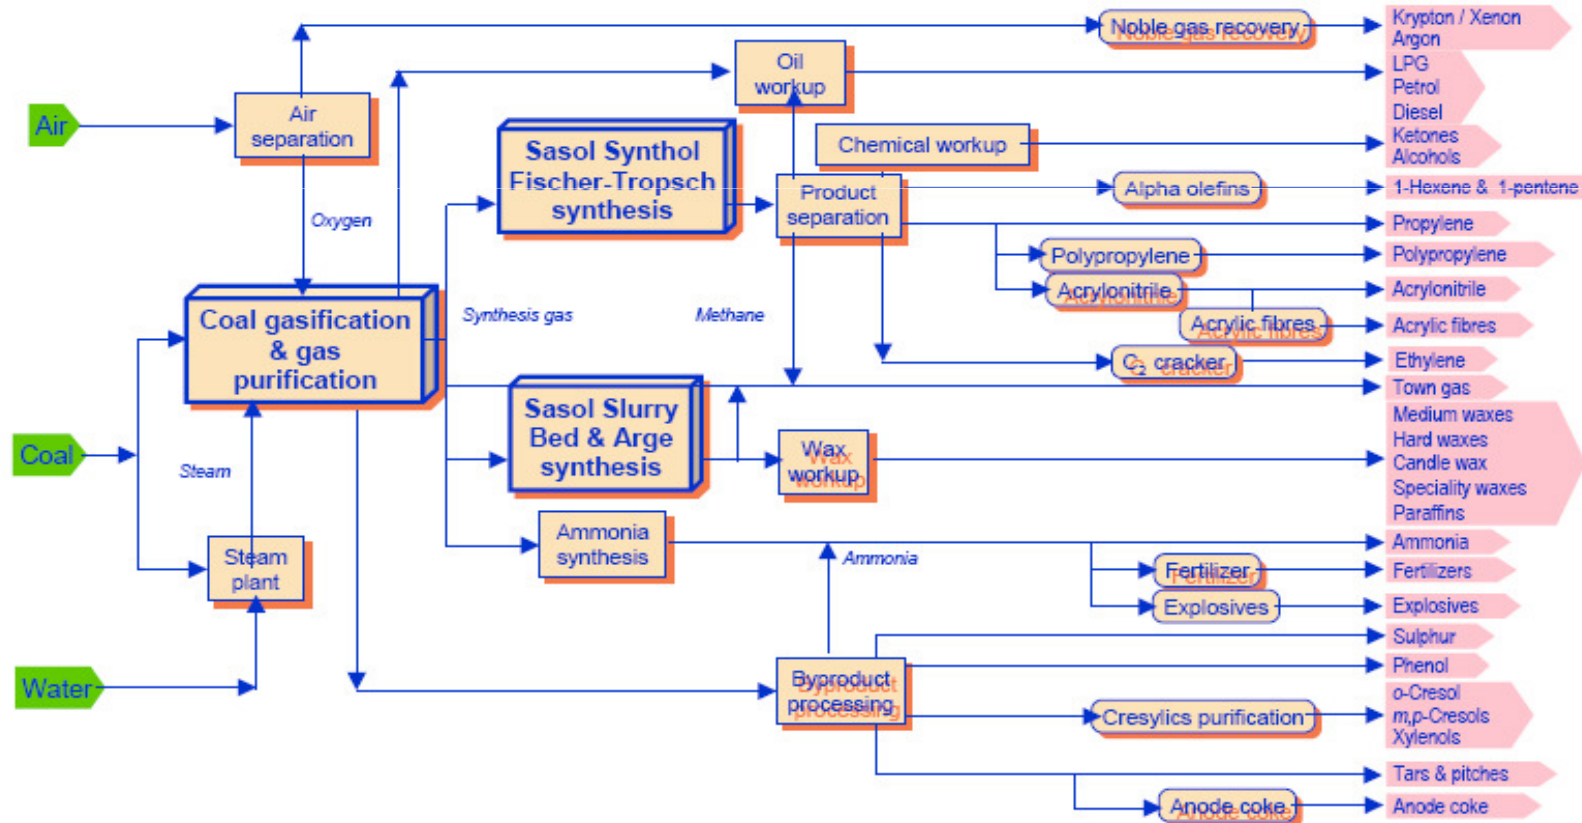 Noble gas recovery
Krypton / Xenon
Argon
Oil
workup
LPG
Petrol
Diesel
Air
Air
separation
Sasol Synthol
Fischer-Tropsch
synthesis
Chemical workup
Ketones
Alcohols
Product
separation
Alpha olefins
1-Hexene & 1-pentene
Oxygen
Propylene
Polypropylene
Polypropylene
Acrylonitrile
Acrylonitrile
Coal gasification
& gas
purification
Synthesis gas
Methane
Acrylic fibres
Acrylic fibres
C2 cracker
Ethylene
Town gas
Sasol Slurry
Bed & Arge
synthesis
Medium waxes
Hard waxes
Candle wax
Speciality waxes
Paraffins
Coal
Steam
Wax
workup
Steam
plant
Ammonia
synthesis
Ammonia
Ammonia
Fertilizer
Fertilizers
Explosives
Explosives
Sulphur
Water
Byproduct
processing
Phenol
Cresylics purification
o-Cresol
m,p-Cresols
Xylenols
Tars & pitches
Anode coke
Anode coke